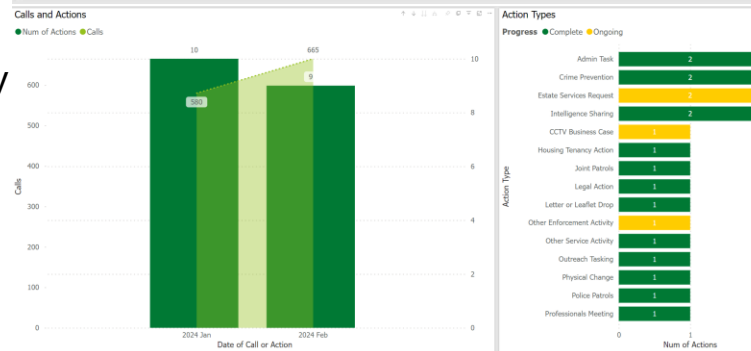 Calls and Actions
Num of Actions Calls
10
665
580
9
600
500
400
300
200
100
0
10
8
6
4
2
0
Calls
2024 Jan
2024 Feb
Date of Call or Action
Action Types
Progress Complete Ongoing
Action Type
Admin Task 2
Crime Prevention 2
Estate Services Request 2
Intelligence Sharing 2
CCTV Business Case 1
Housing Tenancy Action 1
Joint Patrols 1
Legal Action 1
Letter or Leaflet Drop 1
Other Enforcement Activity 1
Other Service Activity 1
Outreach Tasking 1
Physical Change 1
Police Patrols 1
Professionals Meeting 1
0 1
Num of Actions